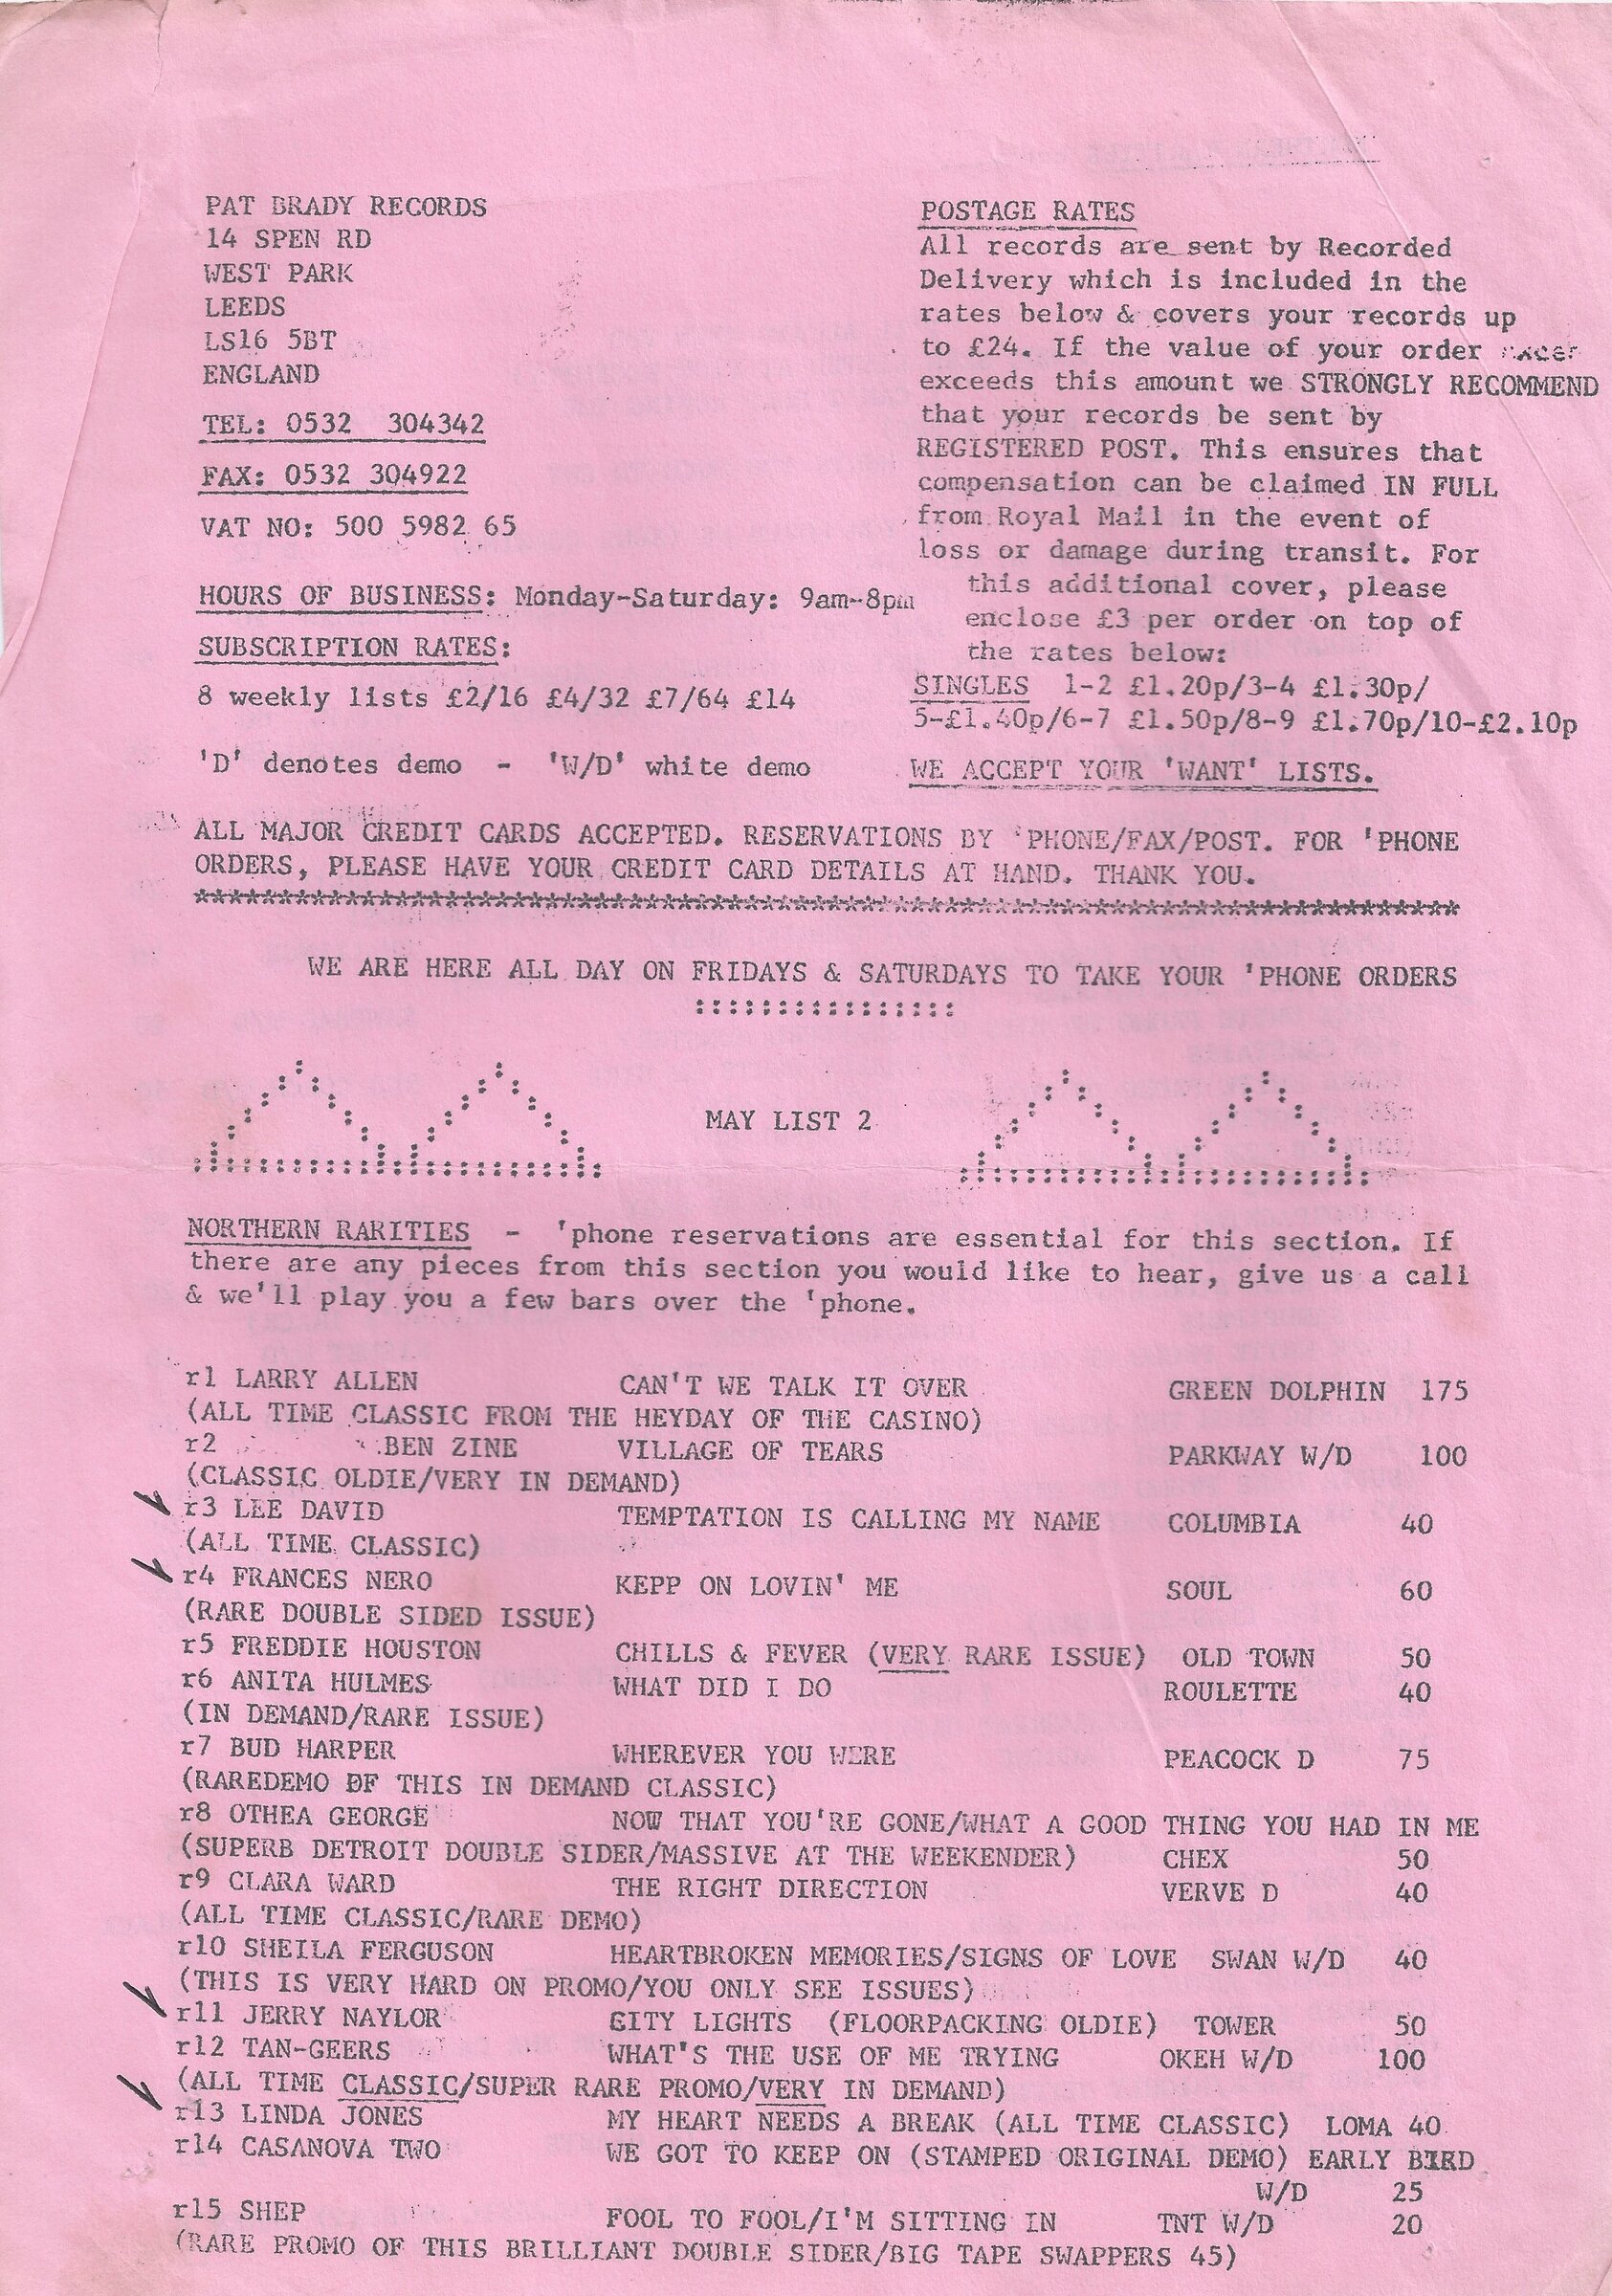 PAT BRADY RECORDS
14 SPEN RD
WEST PARK
LEEDS
LS16 5BT
ENGLAND
TEL: 0532 304342
FAX: 0532 304922
VAT NO: 500 5982 65
HOURS OF BUSINESS: Monday-Saturday: 9am-8pm
SUBSCRIPTION RATES:
8 weekly lists £2/16 £4/32 £7/64 £14
'D' denotes demo - 'W/D' white demo
POSTAGE RATES
All records are sent by Recorded
Delivery which is included in the
rates below & covers your records up
to £24. If the value of your order
exceeds this amount we STRONGLY RECOMMEND
that your records be sent by
REGISTERED POST. This ensures that
compensation can be claimed IN FULL
from Royal Mail in the event of
loss or damage during transit. For
this additional cover, please
enclose £3 per order on top of
the rates below:
SINGLES 1-2 £1.20p/3-4 £1.30p/
5-£1.40p/6-7 £1.50p/8-9 £1.70p/10-£2.10p
WE ACCEPT YOUR 'WANT' LISTS.
ALL MAJOR CREDIT CARDS ACCEPTED. RESERVATIONS BY 'PHONE/FAX/POST. FOR 'PHONE
ORDERS, PLEASE HAVE YOUR CREDIT CARD DETAILS AT HAND. THANK YOU.
****************************************************************************
WE ARE HERE ALL DAY ON FRIDAYS & SATURDAYS TO TAKE YOUR 'PHONE ORDERS
::::::::::::::::
MAY LIST 2
NORTHERN RARITIES - 'phone reservations are essential for this section. If
there are any pieces from this section you would like to hear, give us a call
& we'll play you a few bars over the 'phone.
r1 LARRY ALLEN CAN'T WE TALK IT OVER GREEN DOLPHIN 175
(ALL TIME CLASSIC FROM THE HEYDAY OF THE CASINO)
r2 BEN ZINE VILLAGE OF TEARS PARKWAY W/D 100
(CLASSIC OLDIE/VERY IN DEMAND)
r3 LEE DAVID TEMPTATION IS CALLING MY NAME COLUMBIA 40
(ALL TIME CLASSIC)
r4 FRANCES NERO KEPP ON LOVIN' ME SOUL 60
(RARE DOUBLE SIDED ISSUE)
r5 FREDDIE HOUSTON CHILLS & FEVER (VERY RARE ISSUE) OLD TOWN 50
r6 ANITA HULMES WHAT DID I DO ROULETTE 40
(IN DEMAND/RARE ISSUE)
r7 BUD HARPER WHEREVER YOU WERE PEACOCK D 75
(RAREDEMO OF THIS IN DEMAND CLASSIC)
r8 OTHEA GEORGE NOW THAT YOU'RE GONE/WHAT A GOOD THING YOU HAD IN ME
(SUPERB DETROIT DOUBLE SIDER/MASSIVE AT THE WEEKENDER) CHEX 50
r9 CLARA WARD THE RIGHT DIRECTION VERVE D 40
(ALL TIME CLASSIC/RARE DEMO)
r10 SHEILA FERGUSON HEARTBROKEN MEMORIES/SIGNS OF LOVE SWAN W/D 40
(THIS IS VERY HARD ON PROMO/YOU ONLY SEE ISSUES)
r11 JERRY NAYLOR CITY LIGHTS (FLOORPACKING OLDIE) TOWER 50
r12 TAN-GEERS WHAT'S THE USE OF ME TRYING OKEH W/D 100
(ALL TIME CLASSIC/SUPER RARE PROMO/VERY IN DEMAND)
r13 LINDA JONES MY HEART NEEDS A BREAK (ALL TIME CLASSIC) LOMA 40
r14 CASANOVA TWO WE GOT TO KEEP ON (STAMPED ORIGINAL DEMO) EARLY BIRD
W/D 25
r15 SHEP FOOL TO FOOL/I'M SITTING IN TNT W/D 20
(RARE PROMO OF THIS BRILLIANT DOUBLE SIDER/BIG TAPE SWAPPERS 45)